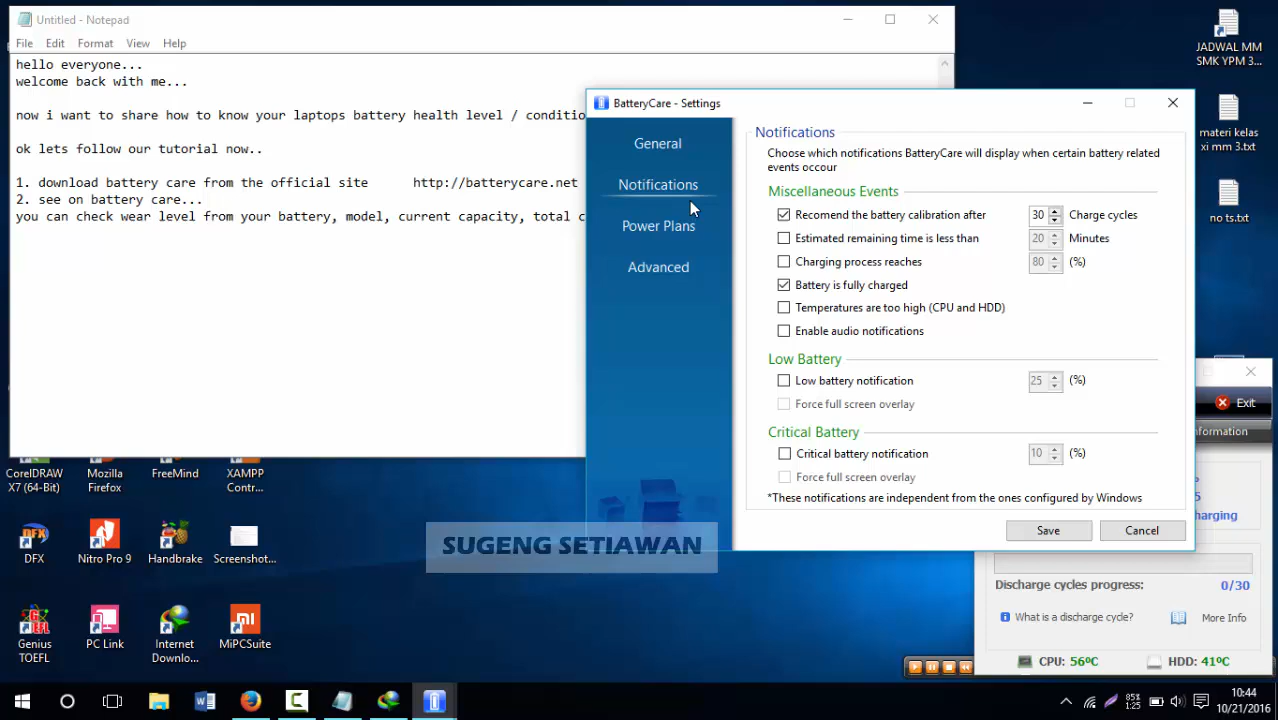 Untitled - Notepad
File Edit Format View Help
hello everyone...
welcome back with me...
now i want to share how to know your laptops battery health level / conditio
ok lets follow our tutorial now..
1. download battery care from the official site http://batterycare.net
2. see on battery care...
you can check wear level from your battery, model, current capacity, total c
BatteryCare - Settings
General
Notifications
Power Plans
Advanced
Notifications
Choose which notifications BatteryCare will display when certain battery related
events occour
Miscellaneous Events
Recomend the battery calibration after 30 Charge cycles
Estimated remaining time is less than 20 Minutes
Charging process reaches 80 (%)
Battery is fully charged
Temperatures are too high (CPU and HDD)
Enable audio notifications
Low Battery
Low battery notification 25 (%)
Force full screen overlay
Critical Battery
Critical battery notification 10 (%)
Force full screen overlay
*These notifications are independent from the ones configured by Windows
Save Cancel
JADWAL MM
SMK YPM 3...
materi kelas
xi mm 3.txt
no ts.txt
Exit
nformation
%
5
harging
Discharge cycles progress: 0/30
What is a discharge cycle? More Info
CPU: 56ºC HDD: 41ºC
CorelDRAW
X7 (64-Bit)
Mozilla
Firefox
FreeMind
XAMPP
Contr...
DFX
DFX
Nitro Pro 9
Handbrake
Screenshot...
SUGENG SETIAWAN
Genius
TOEFL
PC Link
Internet
Downlo...
MiPCSuite
85%
1:25
10:44
10/21/2016